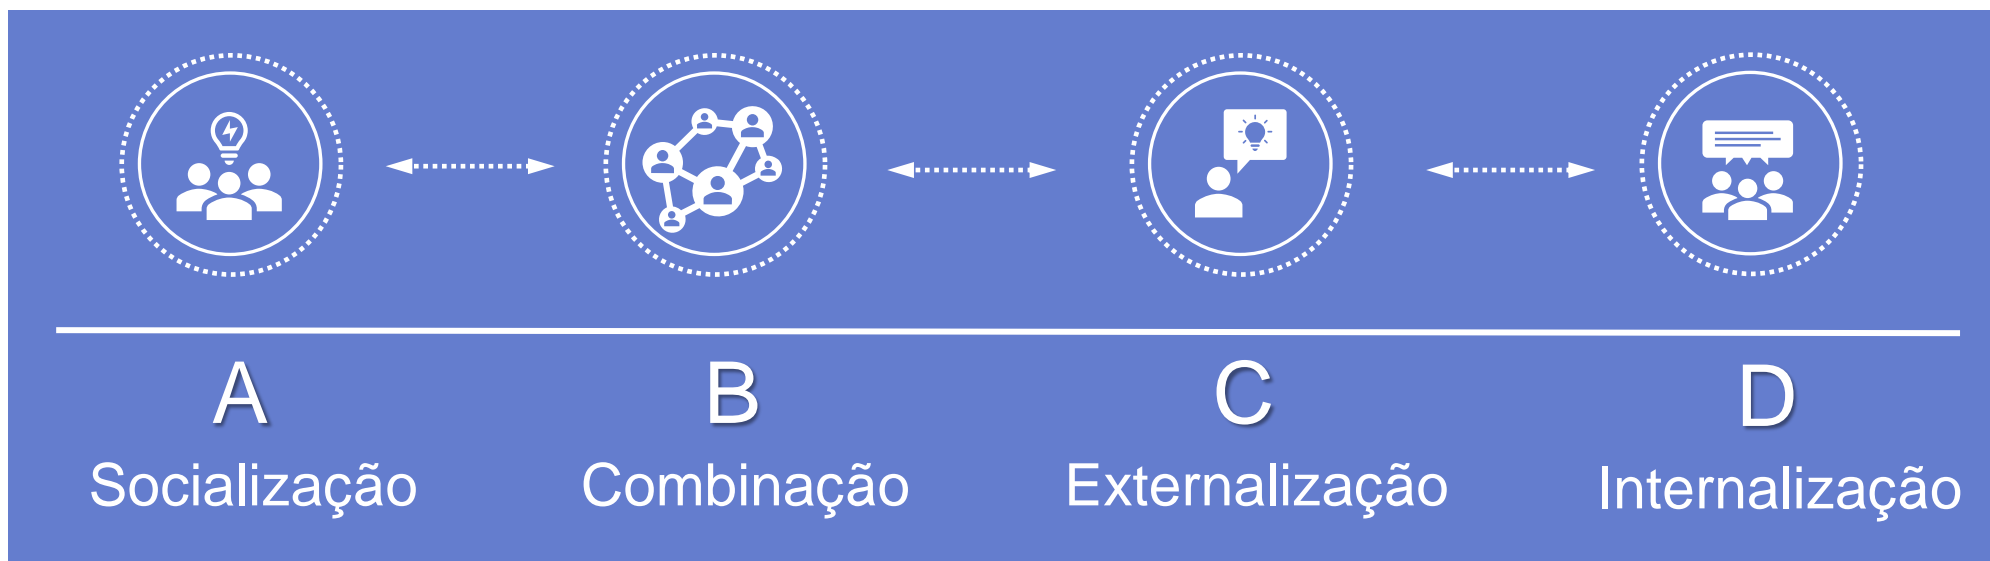 A
B
C
D
Socialização
Combinação
Externalização
Internalização